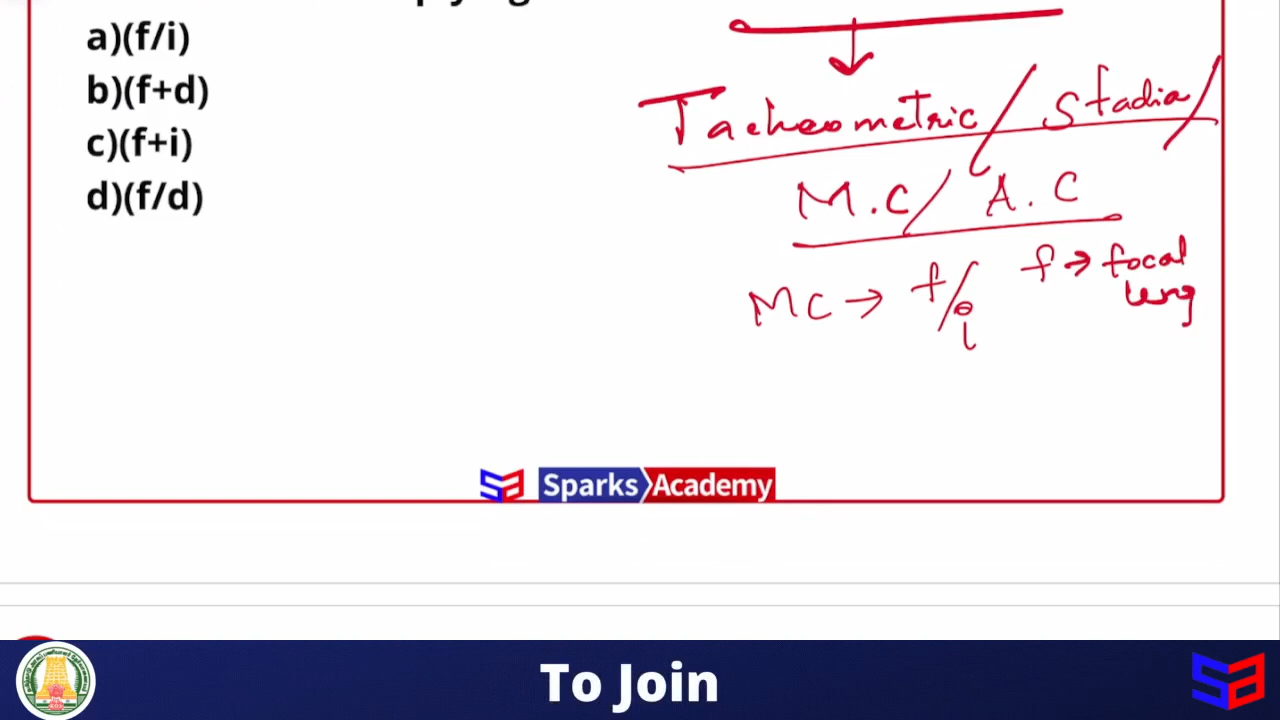 a)(f/i)
b)(f+d)
c)(f+i)
d)(f/d)
Tacheometric/ Stadia/
M.C/ A.C
MC → f/i
f → focal
leng
Sparks Academy
To Join